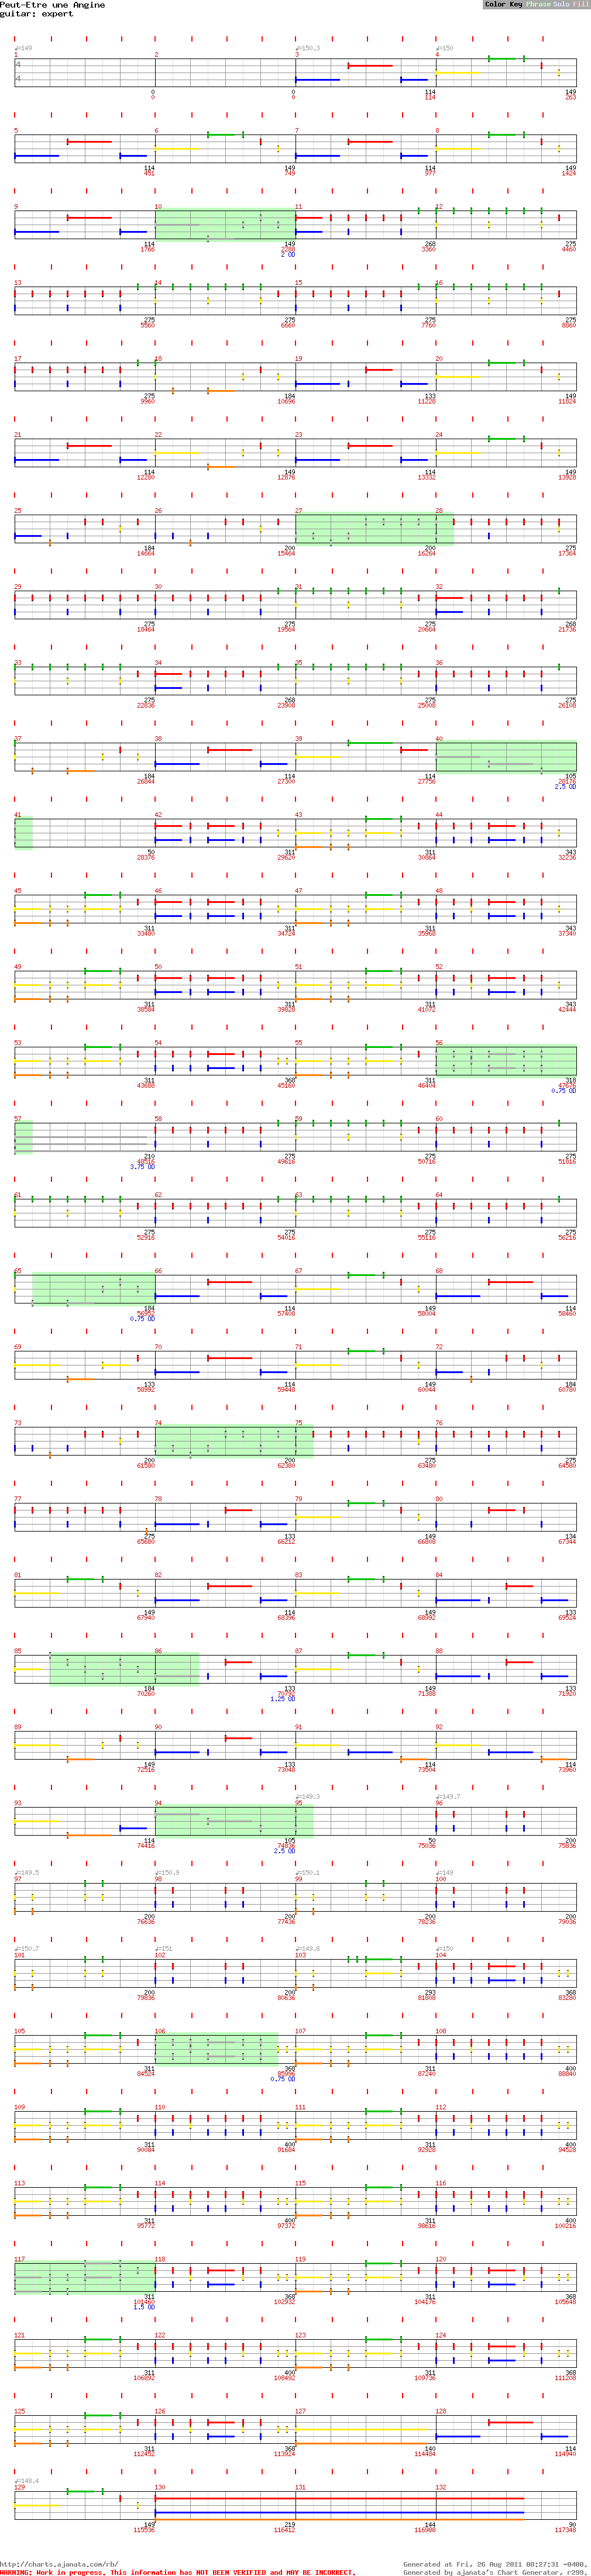 Peut-Etre une Angine
guitar: expert
Color Key Phrase Solo Fill
♩=149 ♩=150.3 ♩=150
1 2 3 4
4
4
0 0 114 149
0 0 114 263
5 6 7 8
114 149 114 149
491 749 977 1424
9 10 11 12
114 149 268 275
1766 2288 3360 4460
2 OD
13 14 15 16
275 275 275 275
5560 6660 7760 8860
17 18 19 20
275 184 133 149
9960 10696 11228 11824
21 22 23 24
114 149 114 149
12280 12876 13332 13928
25 26 27 28
184 200 200 275
14664 15464 16264 17364
29 30 31 32
275 275 275 268
18464 19564 20664 21736
33 34 35 36
275 268 275 275
22836 23908 25008 26108
37 38 39 40
184 114 114 105
26844 27300 27756 28176
2.5 OD
41 42 43 44
50 311 311 343
28376 29620 30864 32236
45 46 47 48
311 311 311 343
33480 34724 35968 37340
49 50 51 52
311 311 311 343
38584 39828 41072 42444
53 54 55 56
311 368 311 318
43688 45160 46404 47676
0.75 OD
57 58 59 60
210 275 275 275
48516 49616 50716 51816
3.75 OD
61 62 63 64
275 275 275 275
52916 54016 55116 56216
65 66 67 68
184 114 149 114
56952 57408 58004 58460
0.75 OD
69 70 71 72
133 114 149 184
58992 59448 60044 60780
73 74 75 76
200 200 275 275
61580 62380 63480 64580
77 78 79 80
275 133 149 134
65680 66212 66808 67344
81 82 83 84
149 114 149 133
67940 68396 68992 69524
85 86 87 88
184 133 149 133
70260 70792 71388 71920
1.25 OD
89 90 91 92
149 133 114 114
72516 73048 73504 73960
♩=149.3 ♩=149.7
93 94 95 96
114 105 50 200
74416 74836 75036 75836
2.5 OD
♩=149.5 ♩=150.9 ♩=150.1 ♩=149
97 98 99 100
200 200 200 200
76636 77436 78236 79036
♩=150.7 ♩=151 ♩=149.8 ♩=150
101 102 103 104
200 200 293 368
79836 80636 81808 83280
105 106 107 108
311 368 311 400
84524 85996 87240 88840
0.75 OD
109 110 111 112
311 400 311 400
90084 91684 92928 94528
113 114 115 116
311 400 311 400
95772 97372 98616 100216
117 118 119 120
311 368 311 368
101460 102932 104176 105648
1.5 OD
121 122 123 124
311 400 311 368
106892 108492 109736 111208
125 126 127 128
311 368 140 114
112452 113924 114484 114940
♩=148.4
129 130 131 132
149 219 144 90
115536 116412 116988 117348
http://charts.ajanata.com/rb/
Generated at Fri, 26 Aug 2011 08:27:31 -0400.
WARNING: Work in progress. This information has NOT BEEN VERIFIED and MAY BE INCORRECT.
Generated by ajanata's Chart Generator, r299.